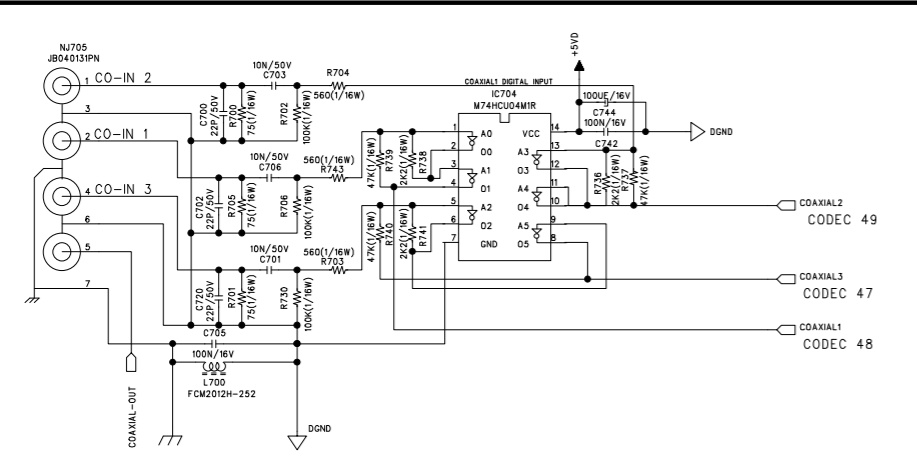 NJ705
JB040131PN
1 CO-IN 2
3
2 CO-IN 1
4 CO-IN 3
6
5
7
COAXIAL-OUT
10N/50V
C703
R704
560(1/16W)
C700
22P/50V
R700
75(1/16W)
R702
100K(1/16W)
10N/50V
C706
560(1/16W)
R743
C702
22P/50V
R705
75(1/16W)
R706
100K(1/16W)
10N/50V
C701
560(1/16W)
R703
C720
22P/50V
R701
75(1/16W)
R730
100K(1/16W)
C705
100N/16V
L700
FCM2012H-252
DGND
47K(1/16W)
R739
2K2(1/16W)
R738
47K(1/16W)
R740
2K2(1/16W)
R741
COAXIAL1 DIGITAL INPUT
IC704
M74HCU04M1R
1 A0 VCC 14
2 O0 A3 13
3 A1 O3 12
4 O1 A4 11
5 A2 O4 10
6 O2 A5 9
7 GND O5 8
+5VD
100UF/16V
C744
100N/16V
C742
DGND
R736
2K2(1/16W)
R737
47K(1/16W)
COAXIAL2
CODEC 49
COAXIAL3
CODEC 47
COAXIAL1
CODEC 48